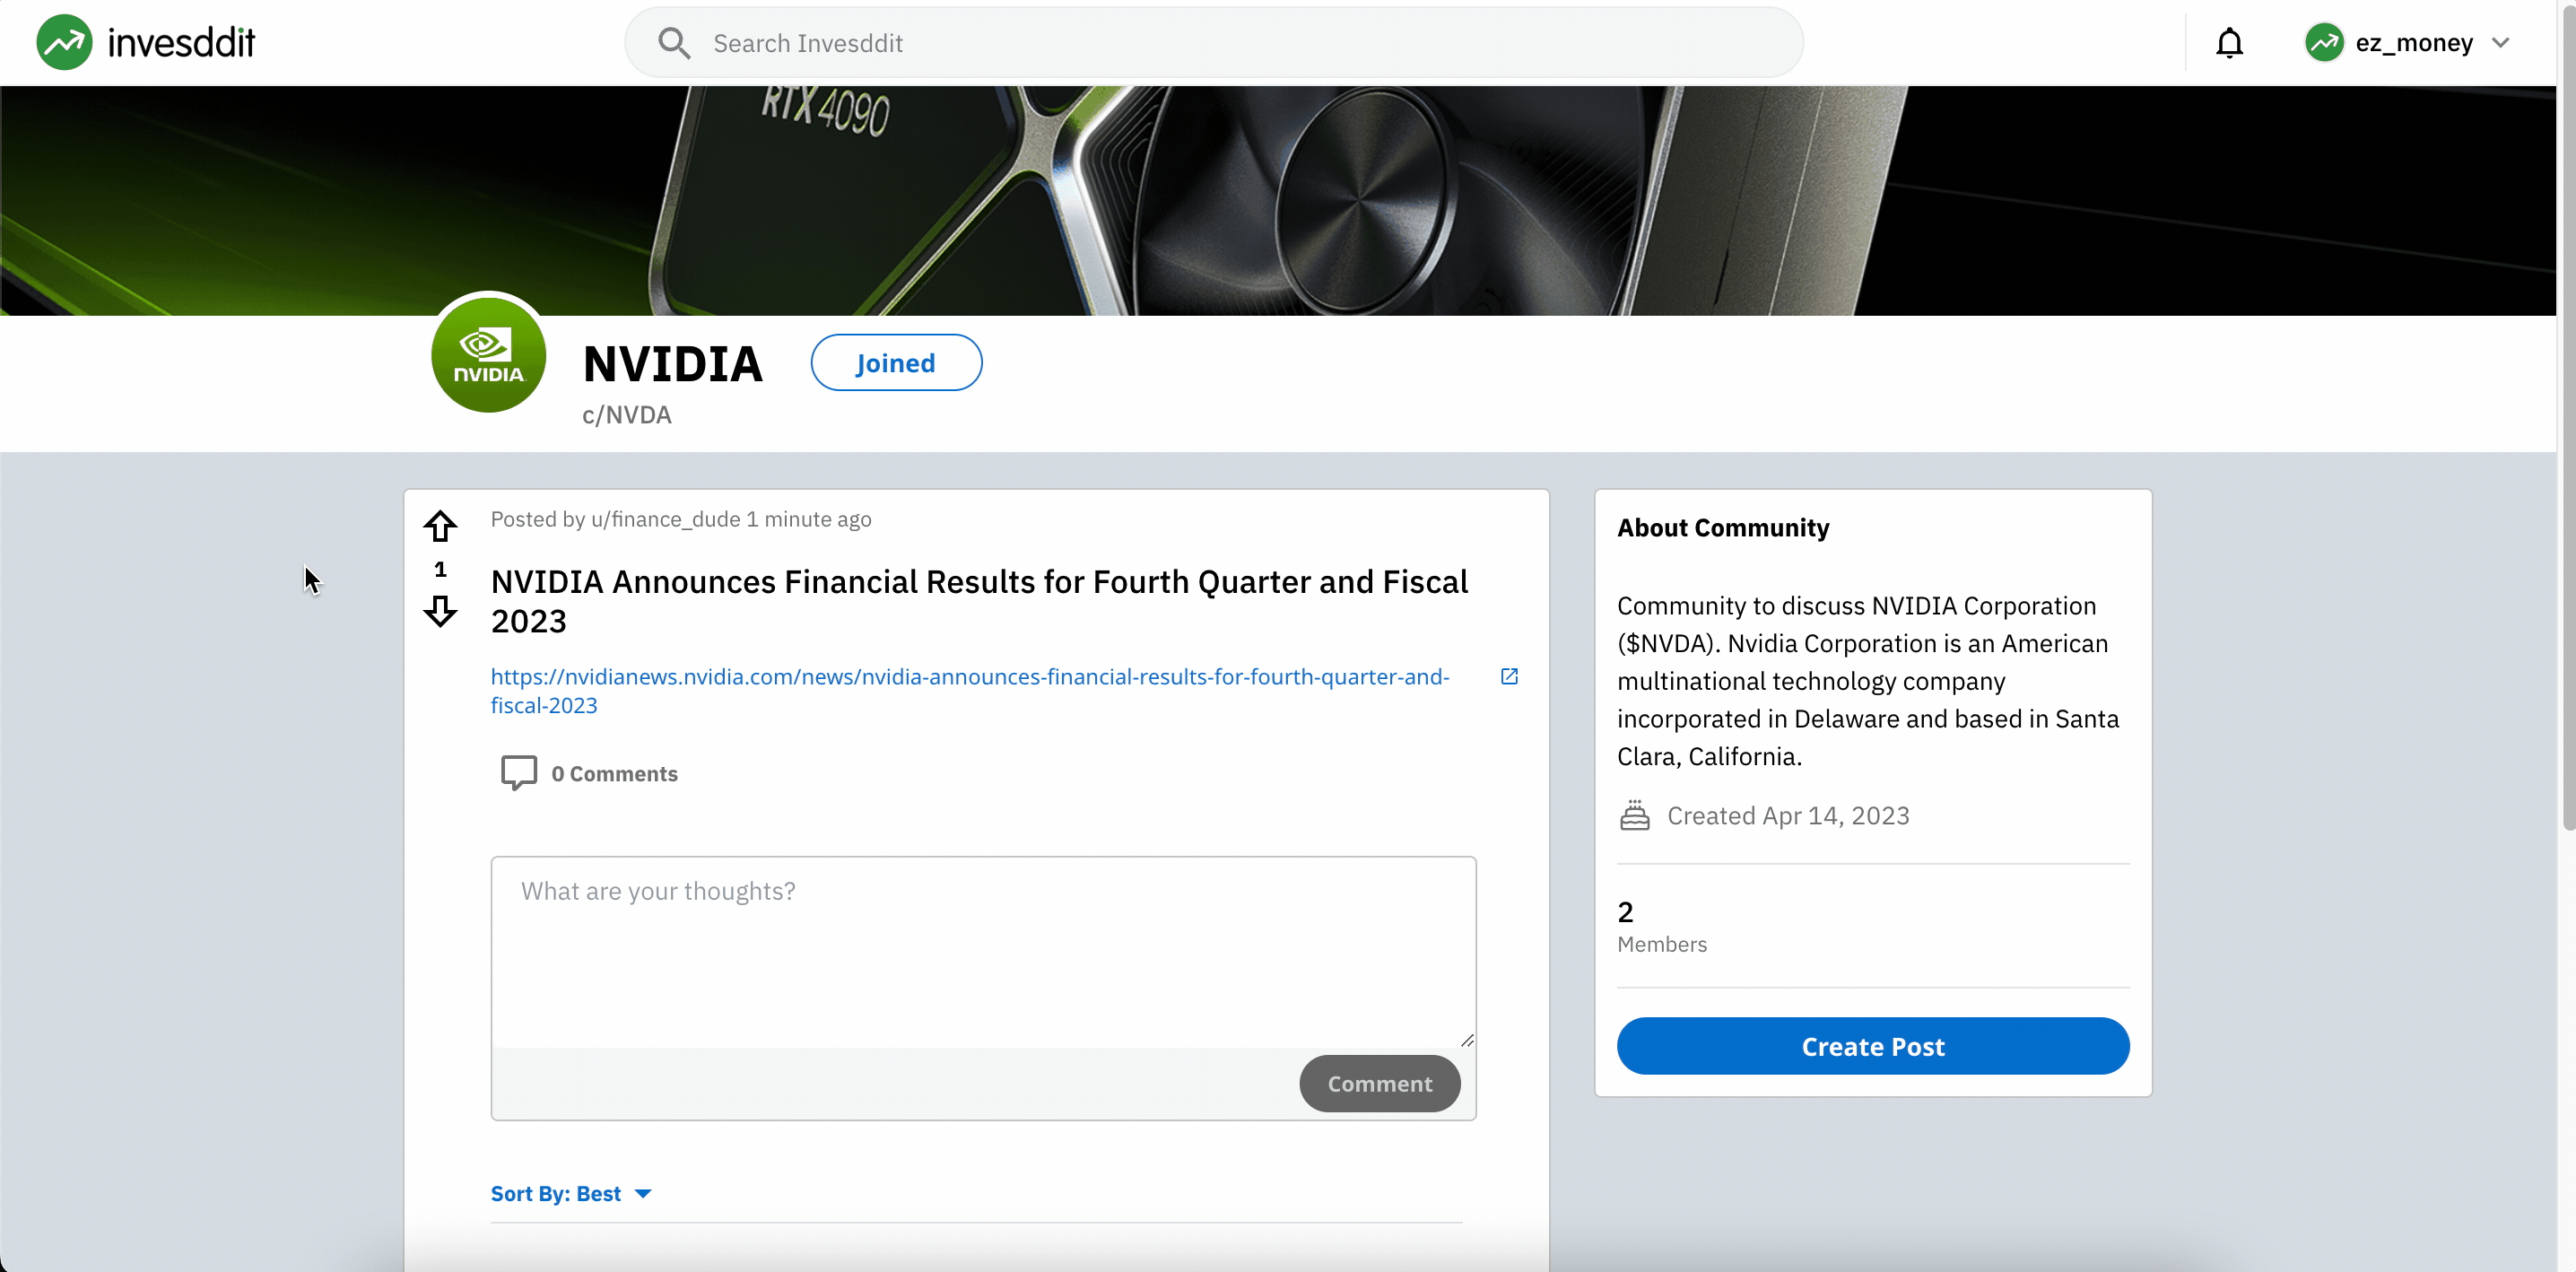 invesddit
Search Invesddit
ez_money
RTX 4090
NVIDIA
NVIDIA
Joined
c/NVDA
Posted by u/finance_dude 1 minute ago
1
NVIDIA Announces Financial Results for Fourth Quarter and Fiscal
2023
https://nvidianews.nvidia.com/news/nvidia-announces-financial-results-for-fourth-quarter-and-
fiscal-2023
0 Comments
What are your thoughts?
Comment
Sort By: Best
About Community
Community to discuss NVIDIA Corporation
($NVDA). Nvidia Corporation is an American
multinational technology company
incorporated in Delaware and based in Santa
Clara, California.
Created Apr 14, 2023
2
Members
Create Post